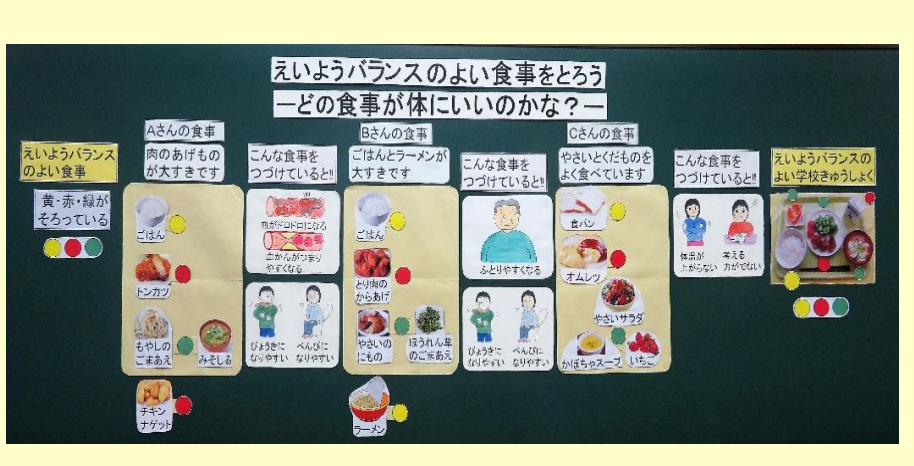 えいようバランスのよい食事をとろう
―どの食事が体にいいのかな？―
えいようバランス
のよい食事
黄・赤・緑が
そろっている
Aさんの食事
肉のあげもの
が大すきです
ごはん
トンカツ
もやしの
ごまあえ
みそしる
チキン
ナゲット
こんな食事を
つづけていると!!
血がドロドロになる
血かんがつまり
やすくなる
びょうきに
なりやすい
べんぴに
なりやすい
Bさんの食事
ごはんとラーメンが
大すきです
ごはん
とり肉の
からあげ
やさいの
にもの
ほうれん草
のごまあえ
ラーメン
こんな食事を
つづけていると!!
ふとりやすくなる
びょうきに
なりやすい
べんぴに
なりやすい
Cさんの食事
やさいとくだものを
よく食べています
食パン
オムレツ
やさいサラダ
かぼちゃスープ
いちご
こんな食事を
つづけていると!!
体温が
上がらない
考える
力がでない
えいようバランスの
よい学校きゅうしょく